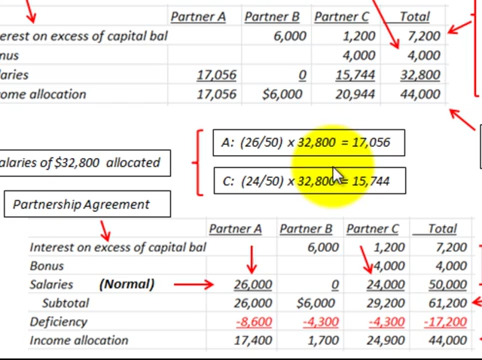 Partner A Partner B Partner C Total
erest on excess of capital bal 6,000 1,200 7,200
nus 4,000 4,000
laries 17,056 0 15,744 32,800
ome allocation 17,056 $6,000 20,944 44,000
A: (26/50) x 32,800 = 17,056
alaries of $32,800 allocated
C: (24/50) x 32,800 = 15,744
Partnership Agreement
Partner A Partner B Partner C Total
Interest on excess of capital bal 6,000 1,200 7,200
Bonus 4,000 4,000
Salaries (Normal) 26,000 0 24,000 50,000
Subtotal 26,000 $6,000 29,200 61,200
Deficiency -8,600 -4,300 -4,300 -17,200
Income allocation 17,400 1,700 24,900 44,000